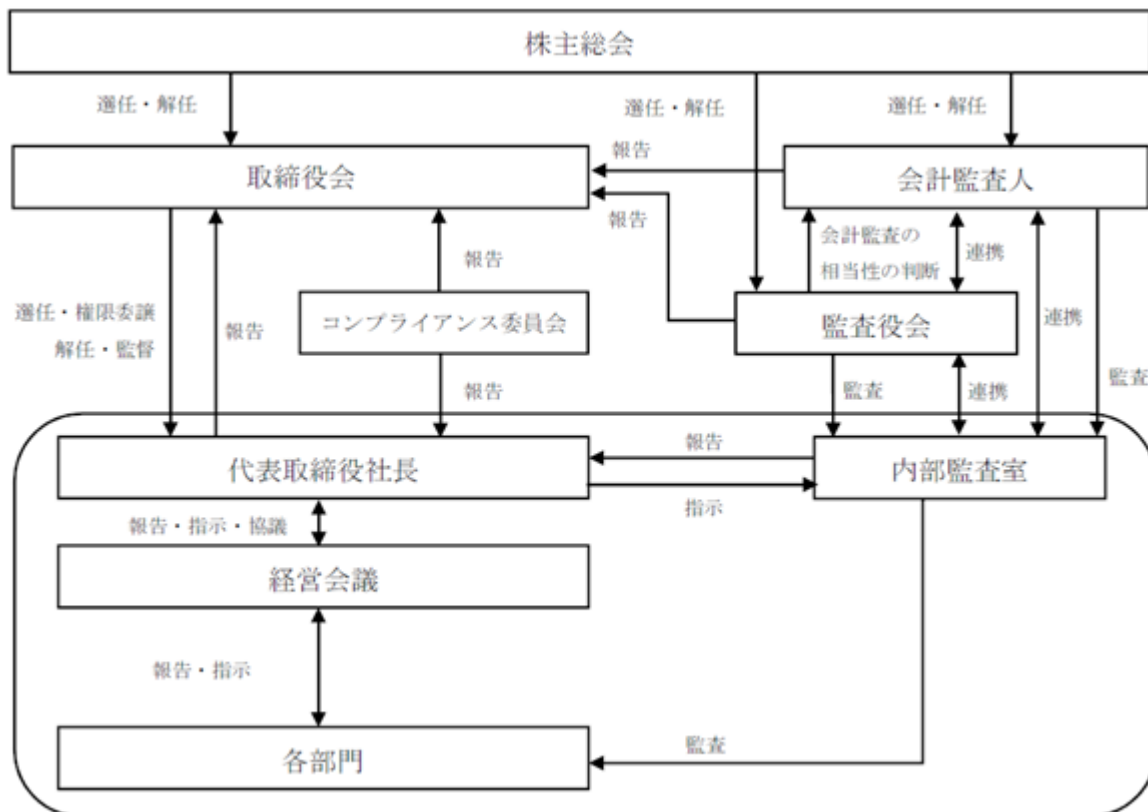 株主総会
選任・解任
選任・解任
選任・解任
取締役会
報告
会計監査人
報告
報告
会計監査の
相当性の判断
連携
コンプライアンス委員会
監査役会
選任・権限委譲
解任・監督
報告
連携
報告
監査
連携
監査
代表取締役社長
報告
内部監査室
指示
報告・指示・協議
経営会議
報告・指示
各部門
監査